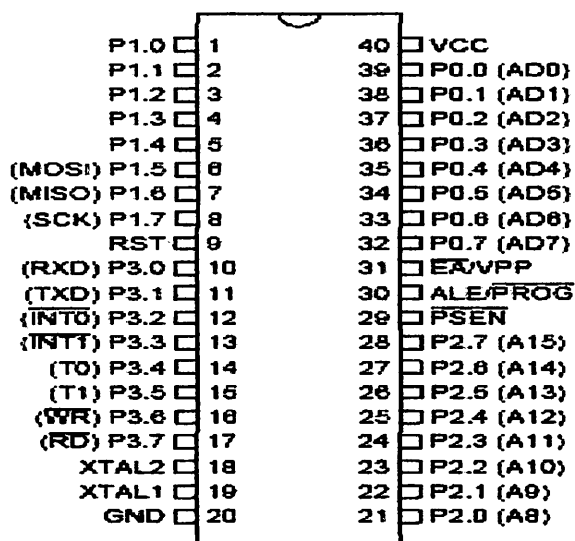 P1.0 1 40 VCC
P1.1 2 39 P0.0 (AD0)
P1.2 3 38 P0.1 (AD1)
P1.3 4 37 P0.2 (AD2)
P1.4 5 36 P0.3 (AD3)
(MOSI) P1.5 6 35 P0.4 (AD4)
(MISO) P1.6 7 34 P0.5 (AD5)
(SCK) P1.7 8 33 P0.6 (AD6)
RST 9 32 P0.7 (AD7)
(RXD) P3.0 10 31 EA/VPP
(TXD) P3.1 11 30 ALE/PROG
(INT0) P3.2 12 29 PSEN
(INT1) P3.3 13 28 P2.7 (A15)
(T0) P3.4 14 27 P2.6 (A14)
(T1) P3.5 15 26 P2.5 (A13)
(WR) P3.6 16 25 P2.4 (A12)
(RD) P3.7 17 24 P2.3 (A11)
XTAL2 18 23 P2.2 (A10)
XTAL1 19 22 P2.1 (A9)
GND 20 21 P2.0 (A8)